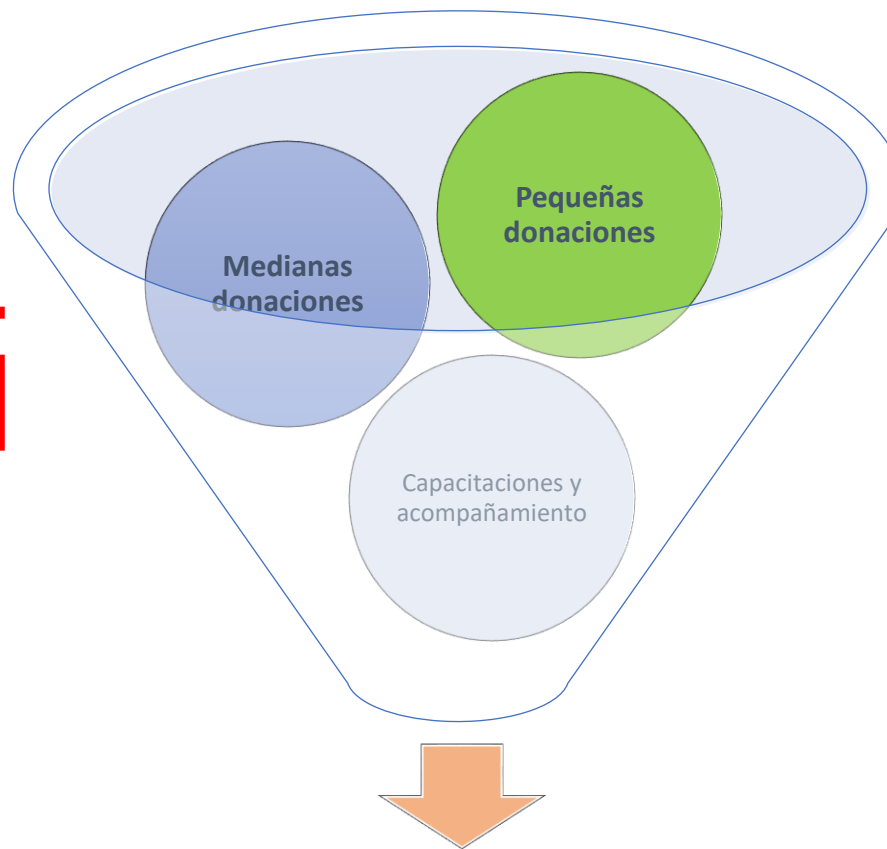 Pequeñas
donaciones
Medianas
donaciones
Capacitaciones y
acompañamiento